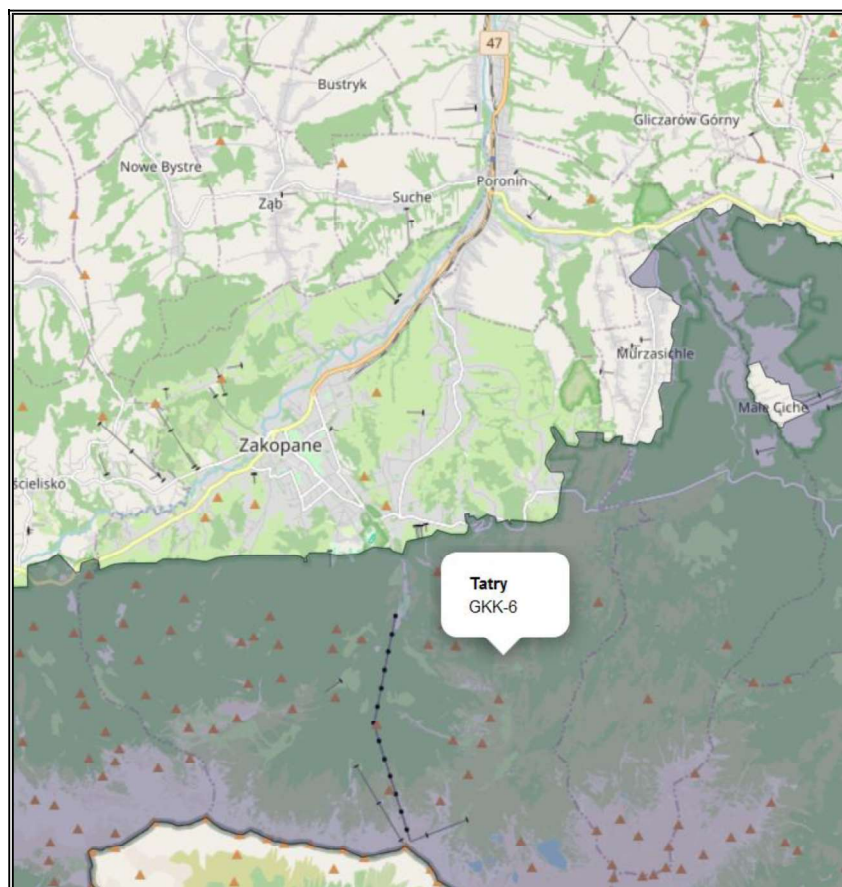 47
Bustryk
Gliczarów Górny
Nowe Bystre
Poronin
Suche
Ząb
Murzasichle
Małe Ciche
Zakopane
ścielisko
Tatry
GKK-6